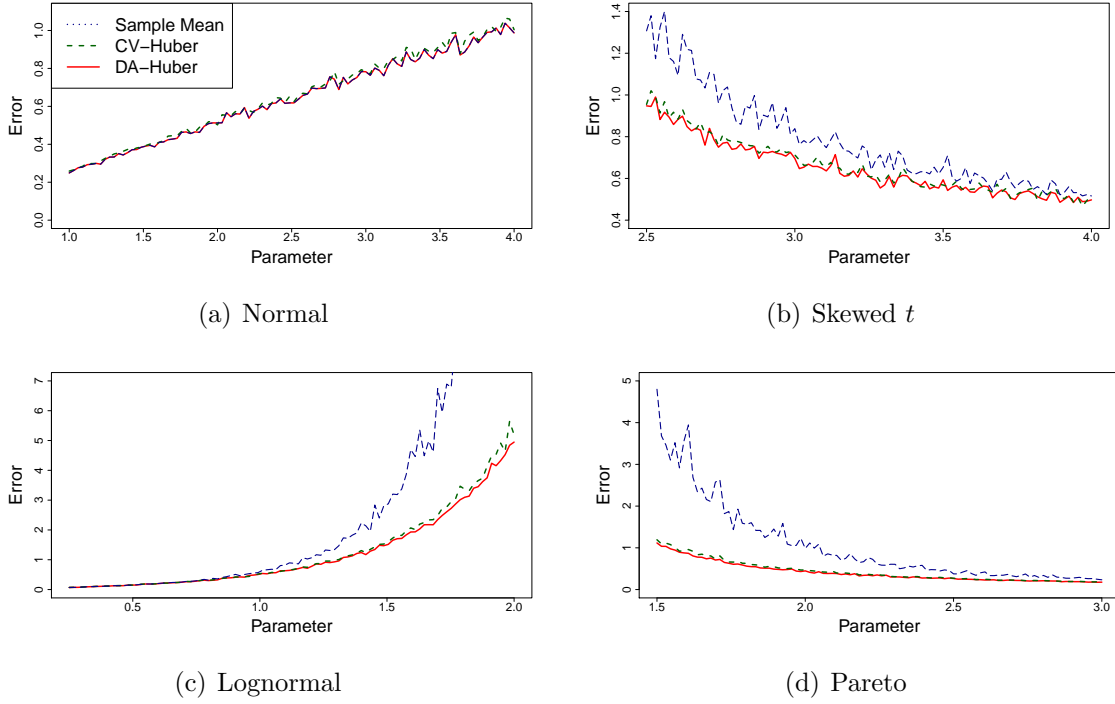 Sample Mean
CV−Huber
DA−Huber
Error
0.0 0.2 0.4 0.6 0.8 1.0
1.0 1.5 2.0 2.5 3.0 3.5 4.0
Parameter
(a) Normal
Error
0.4 0.6 0.8 1.0 1.2 1.4
2.5 3.0 3.5 4.0
Parameter
(b) Skewed t
Error
0 1 2 3 4 5 6 7
0.5 1.0 1.5 2.0
Parameter
(c) Lognormal
Error
0 1 2 3 4 5
1.5 2.0 2.5 3.0
Parameter
(d) Pareto